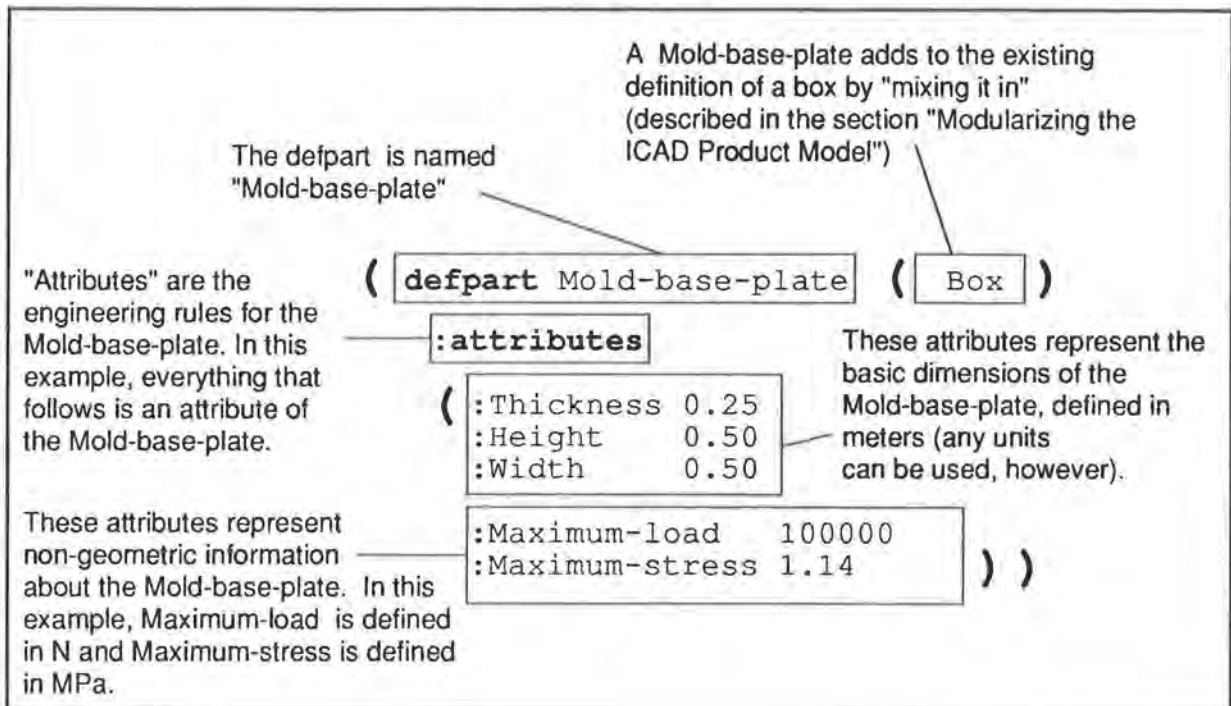 A Mold-base-plate adds to the existing
definition of a box by "mixing it in"
(described in the section "Modularizing the
ICAD Product Model")
The defpart is named
"Mold-base-plate"
( defpart Mold-base-plate ( Box )
"Attributes" are the
engineering rules for the
Mold-base-plate. In this
example, everything that
follows is an attribute of
the Mold-base-plate.
:attributes
( :Thickness 0.25
:Height 0.50
:Width 0.50
These attributes represent the
basic dimensions of the
Mold-base-plate, defined in
meters (any units
can be used, however).
These attributes represent
non-geometric information
about the Mold-base-plate. In this
example, Maximum-load is defined
in N and Maximum-stress is defined
in MPa.
:Maximum-load 100000
:Maximum-stress 1.14 ) )